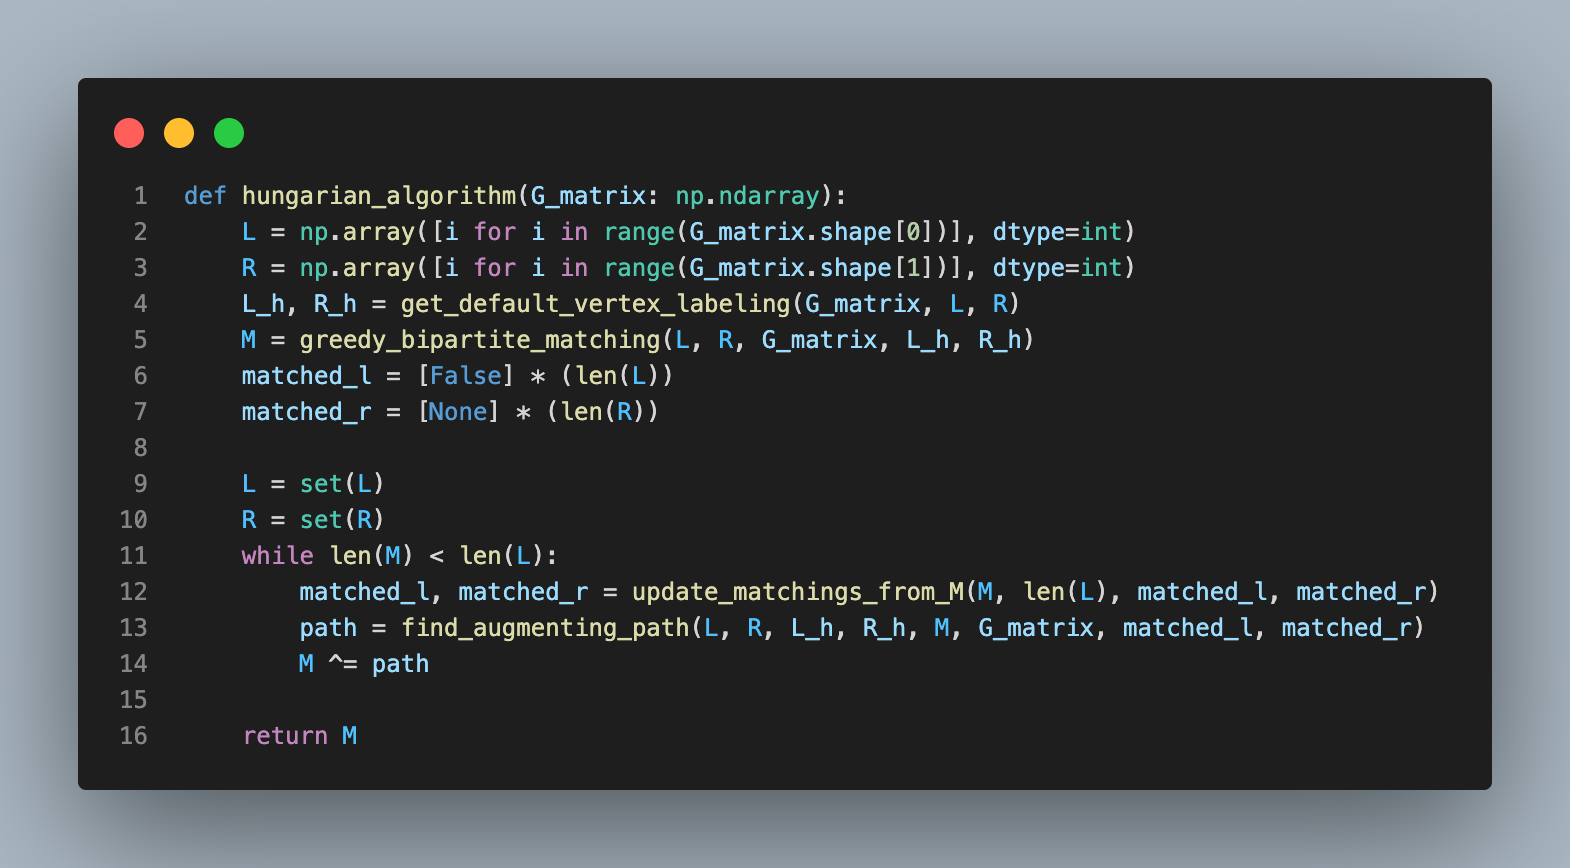 1 def hungarian_algorithm(G_matrix: np.ndarray):
2     L = np.array([i for i in range(G_matrix.shape[0])], dtype=int)
3     R = np.array([i for i in range(G_matrix.shape[1])], dtype=int)
4     L_h, R_h = get_default_vertex_labeling(G_matrix, L, R)
5     M = greedy_bipartite_matching(L, R, G_matrix, L_h, R_h)
6     matched_l = [False] * (len(L))
7     matched_r = [None] * (len(R))
8
9     L = set(L)
10     R = set(R)
11     while len(M) < len(L):
12         matched_l, matched_r = update_matchings_from_M(M, len(L), matched_l, matched_r)
13         path = find_augmenting_path(L, R, L_h, R_h, M, G_matrix, matched_l, matched_r)
14         M ^= path
15
16     return M